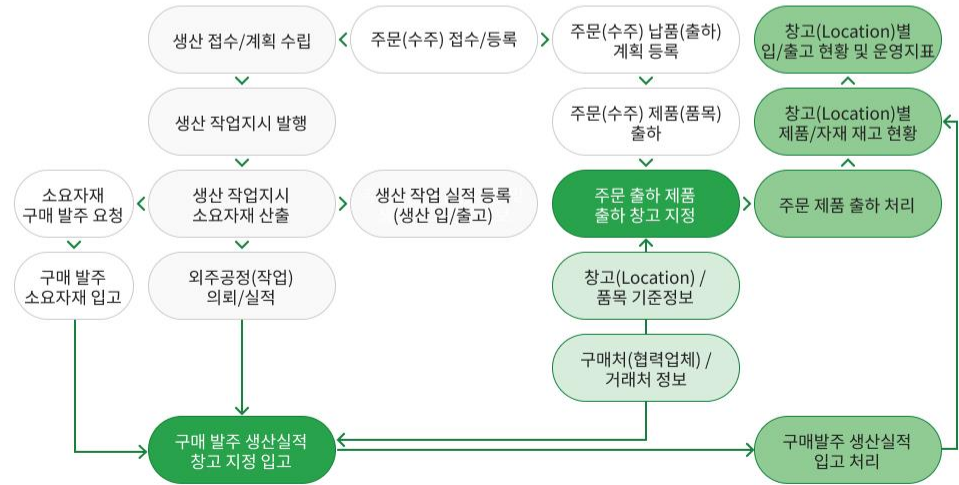 생산 접수/계획 수립
주문(수주) 접수/등록
주문(수주) 납품(출하)
계획 등록
창고(Location)별
입/출고 현황 및 운영지표
생산 작업지시 발행
주문(수주) 제품(품목)
출하
창고(Location)별
제품/자재 재고 현황
소요자재
구매 발주 요청
생산 작업지시
소요자재 산출
생산 작업 실적 등록
(생산 입/출고)
주문 출하 제품
출하 창고 지정
주문 제품 출하 처리
구매 발주
소요자재 입고
외주공정(작업)
의뢰/실적
창고(Location) /
품목 기준정보
구매처(협력업체) /
거래처 정보
구매 발주 생산실적
창고 지정 입고
구매발주 생산실적
입고 처리